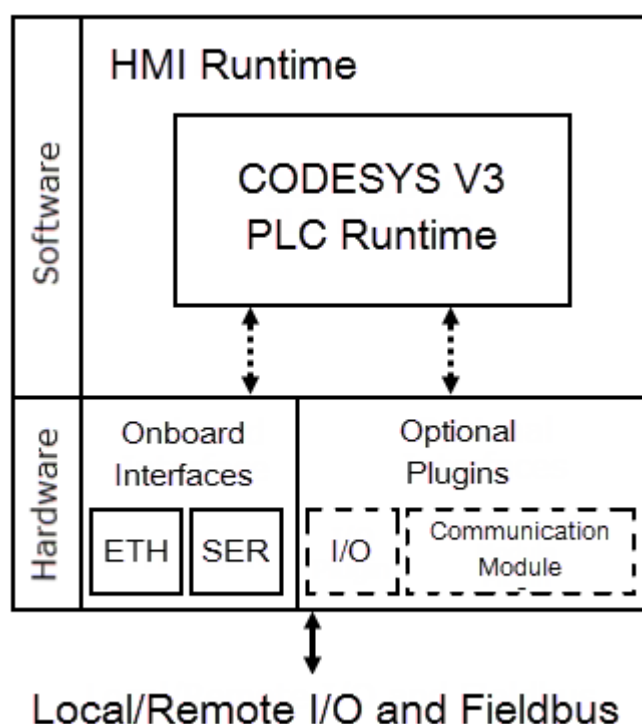 Software
HMI Runtime
CODESYS V3
PLC Runtime
Hardware
Onboard
Interfaces
ETH
SER
Optional
Plugins
I/O
Communication
Module
Local/Remote I/O and Fieldbus